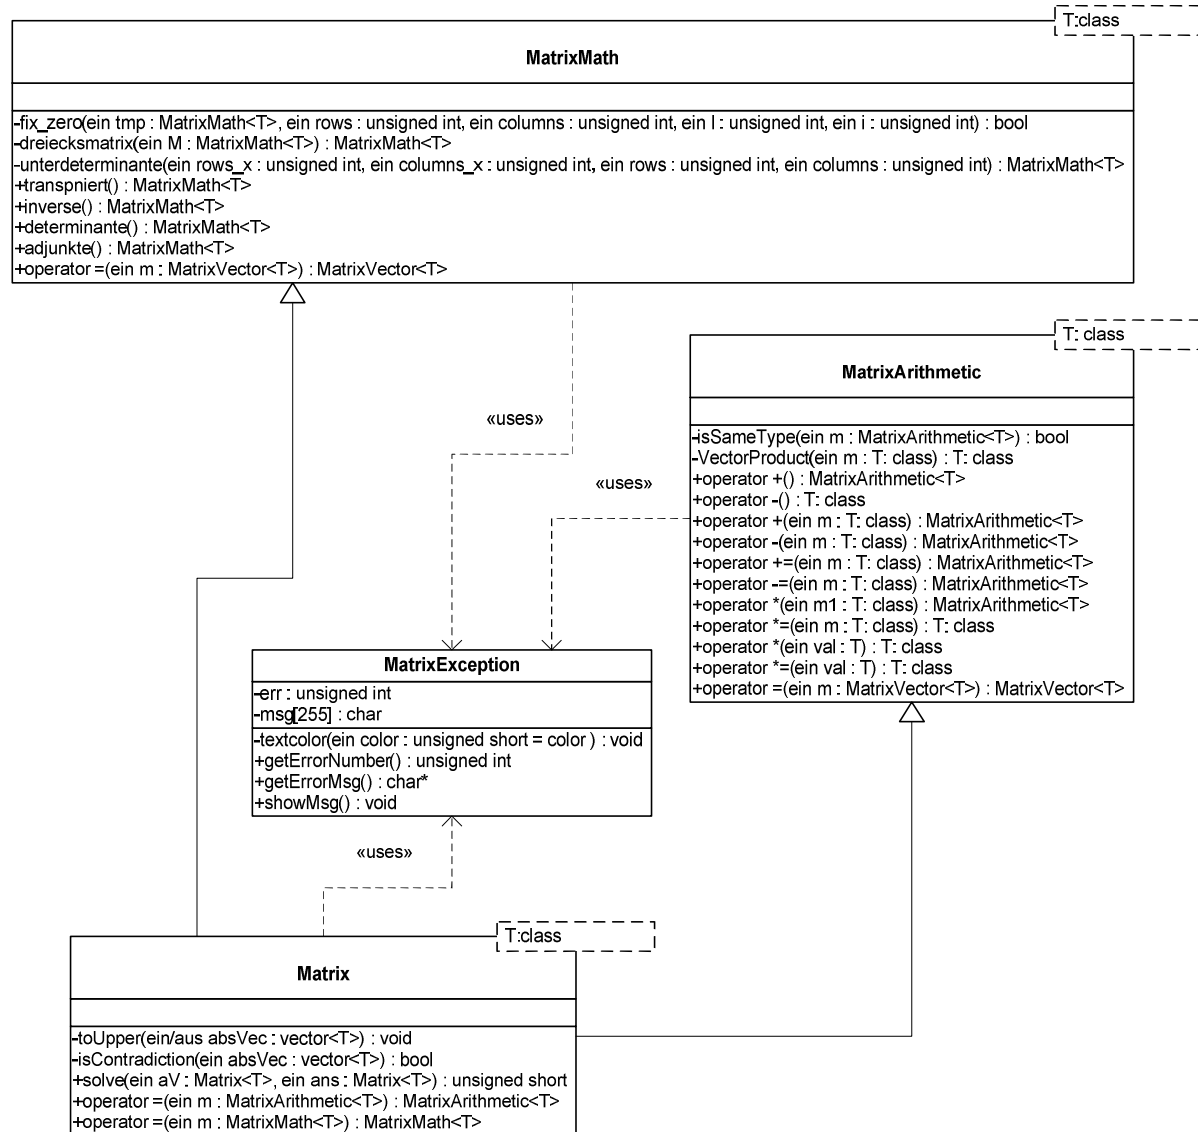 T:class
MatrixMath
-fix_zero(ein tmp : MatrixMath<T>, ein rows : unsigned int, ein columns : unsigned int, ein l : unsigned int, ein i : unsigned int) : bool
-dreiecksmatrix(ein M : MatrixMath<T>) : MatrixMath<T>
-unterdeterminante(ein rows_x : unsigned int, ein columns_x : unsigned int, ein rows : unsigned int, ein columns : unsigned int) : MatrixMath<T>
+transpniert() : MatrixMath<T>
+inverse() : MatrixMath<T>
+determinante() : MatrixMath<T>
+adjunkte() : MatrixMath<T>
+operator =(ein m : MatrixVector<T>) : MatrixVector<T>
T: class
MatrixArithmetic
-isSameType(ein m : MatrixArithmetic<T>) : bool
-VectorProduct(ein m : T: class) : T: class
+operator +() : MatrixArithmetic<T>
+operator -() : T: class
+operator +(ein m : T: class) : MatrixArithmetic<T>
+operator -(ein m : T: class) : MatrixArithmetic<T>
+operator +=(ein m : T: class) : MatrixArithmetic<T>
+operator -=(ein m : T: class) : MatrixArithmetic<T>
+operator *(ein m1 : T: class) : MatrixArithmetic<T>
+operator *=(ein m : T: class) : T: class
+operator *(ein val : T) : T: class
+operator *=(ein val : T) : T: class
+operator =(ein m : MatrixVector<T>) : MatrixVector<T>
«uses»
«uses»
MatrixException
-err : unsigned int
-msg[255] : char
-textcolor(ein color : unsigned short = color ) : void
+getErrorNumber() : unsigned int
+getErrorMsg() : char*
+showMsg() : void
«uses»
T:class
Matrix
-toUpper(ein/aus absVec : vector<T>) : void
-isContradiction(ein absVec : vector<T>) : bool
+solve(ein aV : Matrix<T>, ein ans : Matrix<T>) : unsigned short
+operator =(ein m : MatrixArithmetic<T>) : MatrixArithmetic<T>
+operator =(ein m : MatrixMath<T>) : MatrixMath<T>